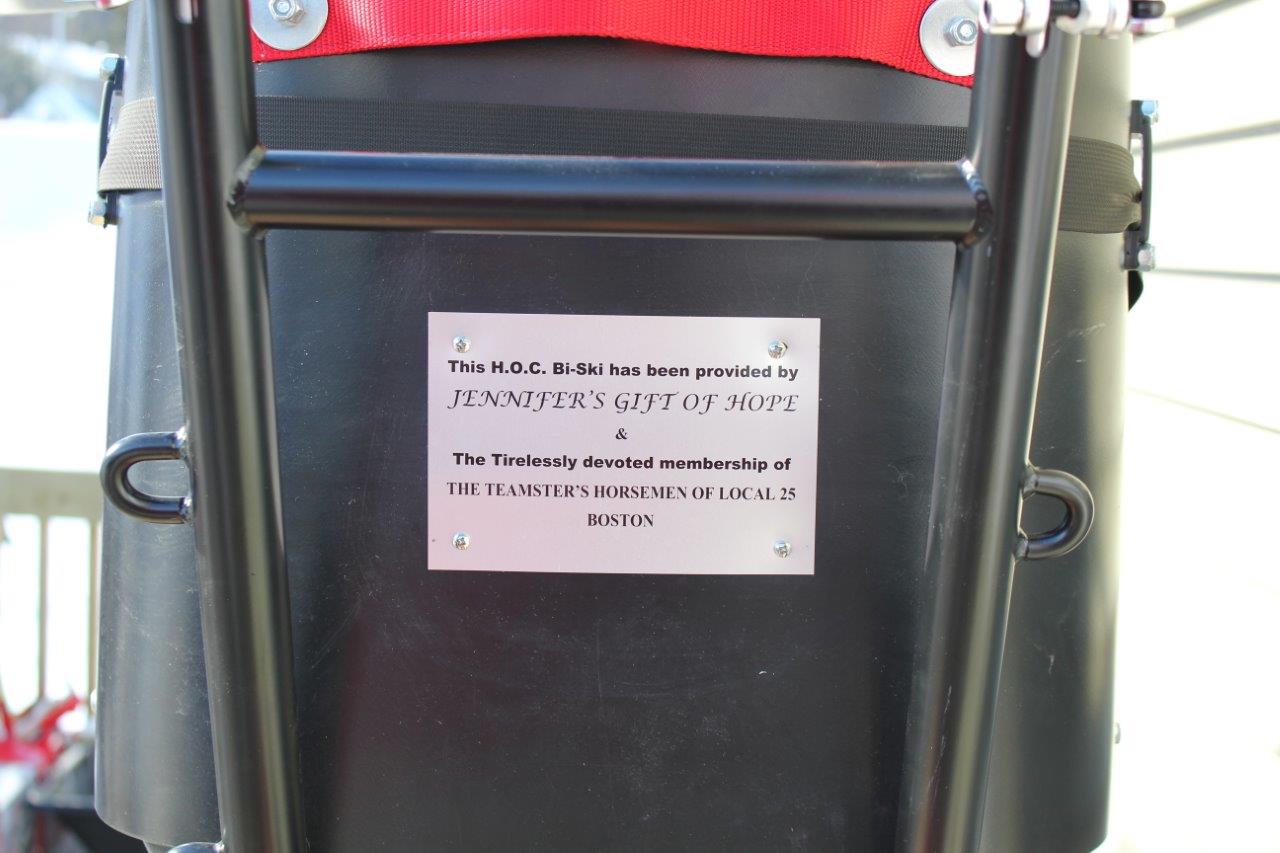 This H.O.C. Bi-Ski has been provided by
JENNIFER'S GIFT OF HOPE
&
The Tirelessly devoted membership of
THE TEAMSTER'S HORSEMEN OF LOCAL 25
BOSTON